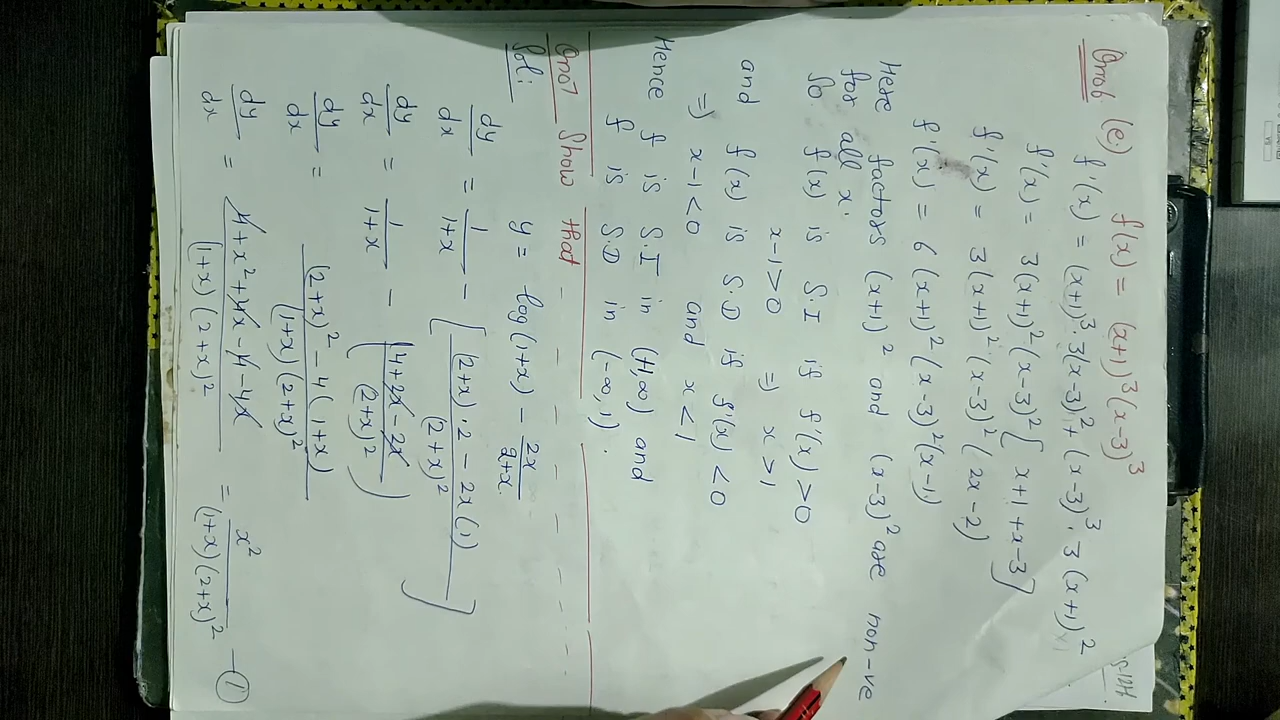 S-12H
Qno6 (e.) f(x) = (x+1)³(x-3)³
f'(x) = (x+1)³·3(x-3)²+(x-3)³·3(x+1)²
f'(x) = 3(x+1)²(x-3)²[x+1+x-3]
f'(x) = 3(x+1)²(x-3)²(2x-2)
f'(x) = 6(x+1)²(x-3)²(x-1)
Here factors (x+1)² and (x-3)² are non-ve
for all x.
So f(x) is S.I if f'(x) > 0
x-1>0 ⇒ x>1
and f(x) is S.D if f'(x) < 0
⇒ x-1<0 and x<1
Hence f is S.I in (1,∞) and
f is S.D in (-∞,1).
Qno7 Show that - - - - - - -
Sol: y = log(1+x) - 2x/2+x
dy/dx = 1/1+x - [(2+x)·2 - 2x(1)/(2+x)²]
dy/dx = 1/1+x - (4+2x-2x/(2+x)²)
dy/dx = (2+x)² - 4(1+x)/(1+x)(2+x)²
dy/dx = 4+x²+4x-4-4x/(1+x)(2+x)² = x²/(1+x)(2+x)² -①